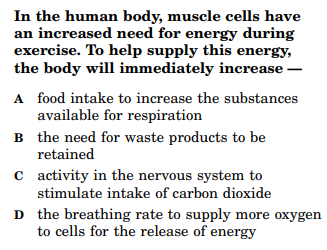 In the human body, muscle cells have
an increased need for energy during
exercise. To help supply this energy,
the body will immediately increase —
A food intake to increase the substances
available for respiration
B the need for waste products to be
retained
C activity in the nervous system to
stimulate intake of carbon dioxide
D the breathing rate to supply more oxygen
to cells for the release of energy